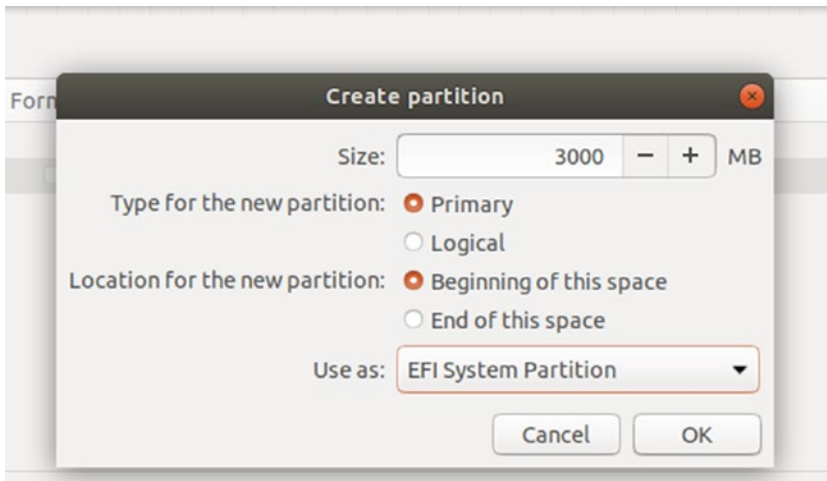 Form
Create partition
Size: 3000 - + MB
Type for the new partition: Primary
Logical
Location for the new partition: Beginning of this space
End of this space
Use as: EFI System Partition
Cancel OK